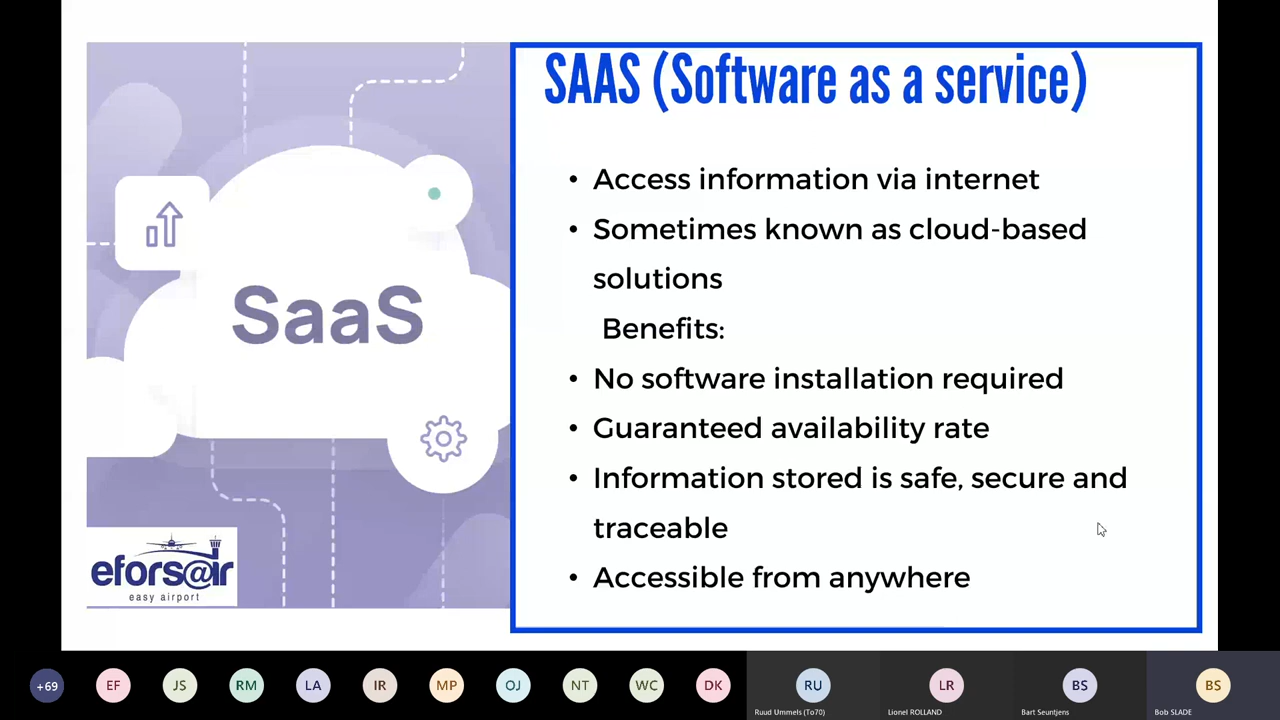 SAAS (Software as a service)
SaaS
• Access information via internet
• Sometimes known as cloud-based
solutions
Benefits:
• No software installation required
• Guaranteed availability rate
• Information stored is safe, secure and
traceable
• Accessible from anywhere
efors@ir
easy airport
+69 EF JS RM LA IR MP OJ NT WC DK RU LR BS BS
Ruud Ummels (To70) Lionel ROLLAND Bart Seuntjens Bob SLADE